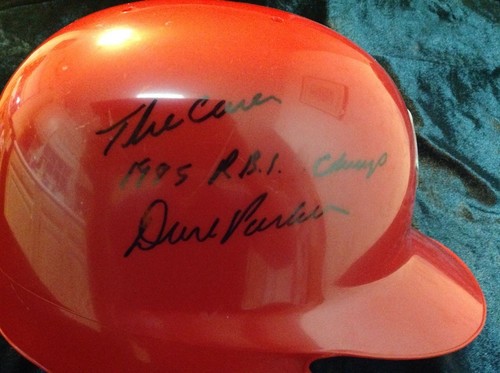 The Cobra
1985 R.B.I. Champ
Dave Parker